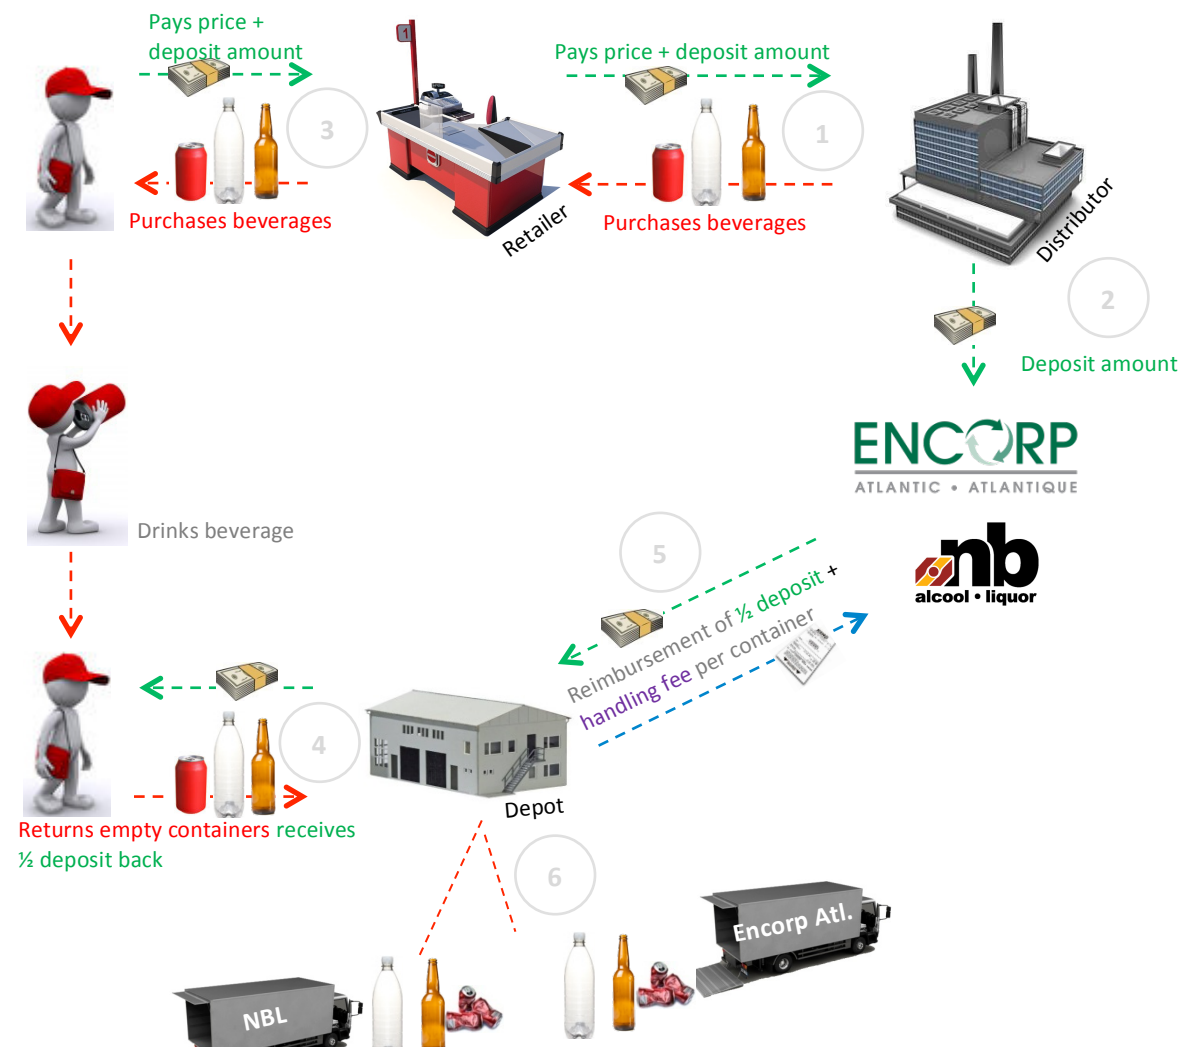 Pays price +
deposit amount
Pays price + deposit amount
1
3
1
Purchases beverages
Retailer
Purchases beverages
Distributor
2
Deposit amount
ENCORP
ATLANTIC • ATLANTIQUE
Drinks beverage
5
nb
alcool • liquor
Reimbursement of ½ deposit +
handling fee per container
4
Depot
Returns empty containers receives
½ deposit back
6
Encorp Atl.
NBL